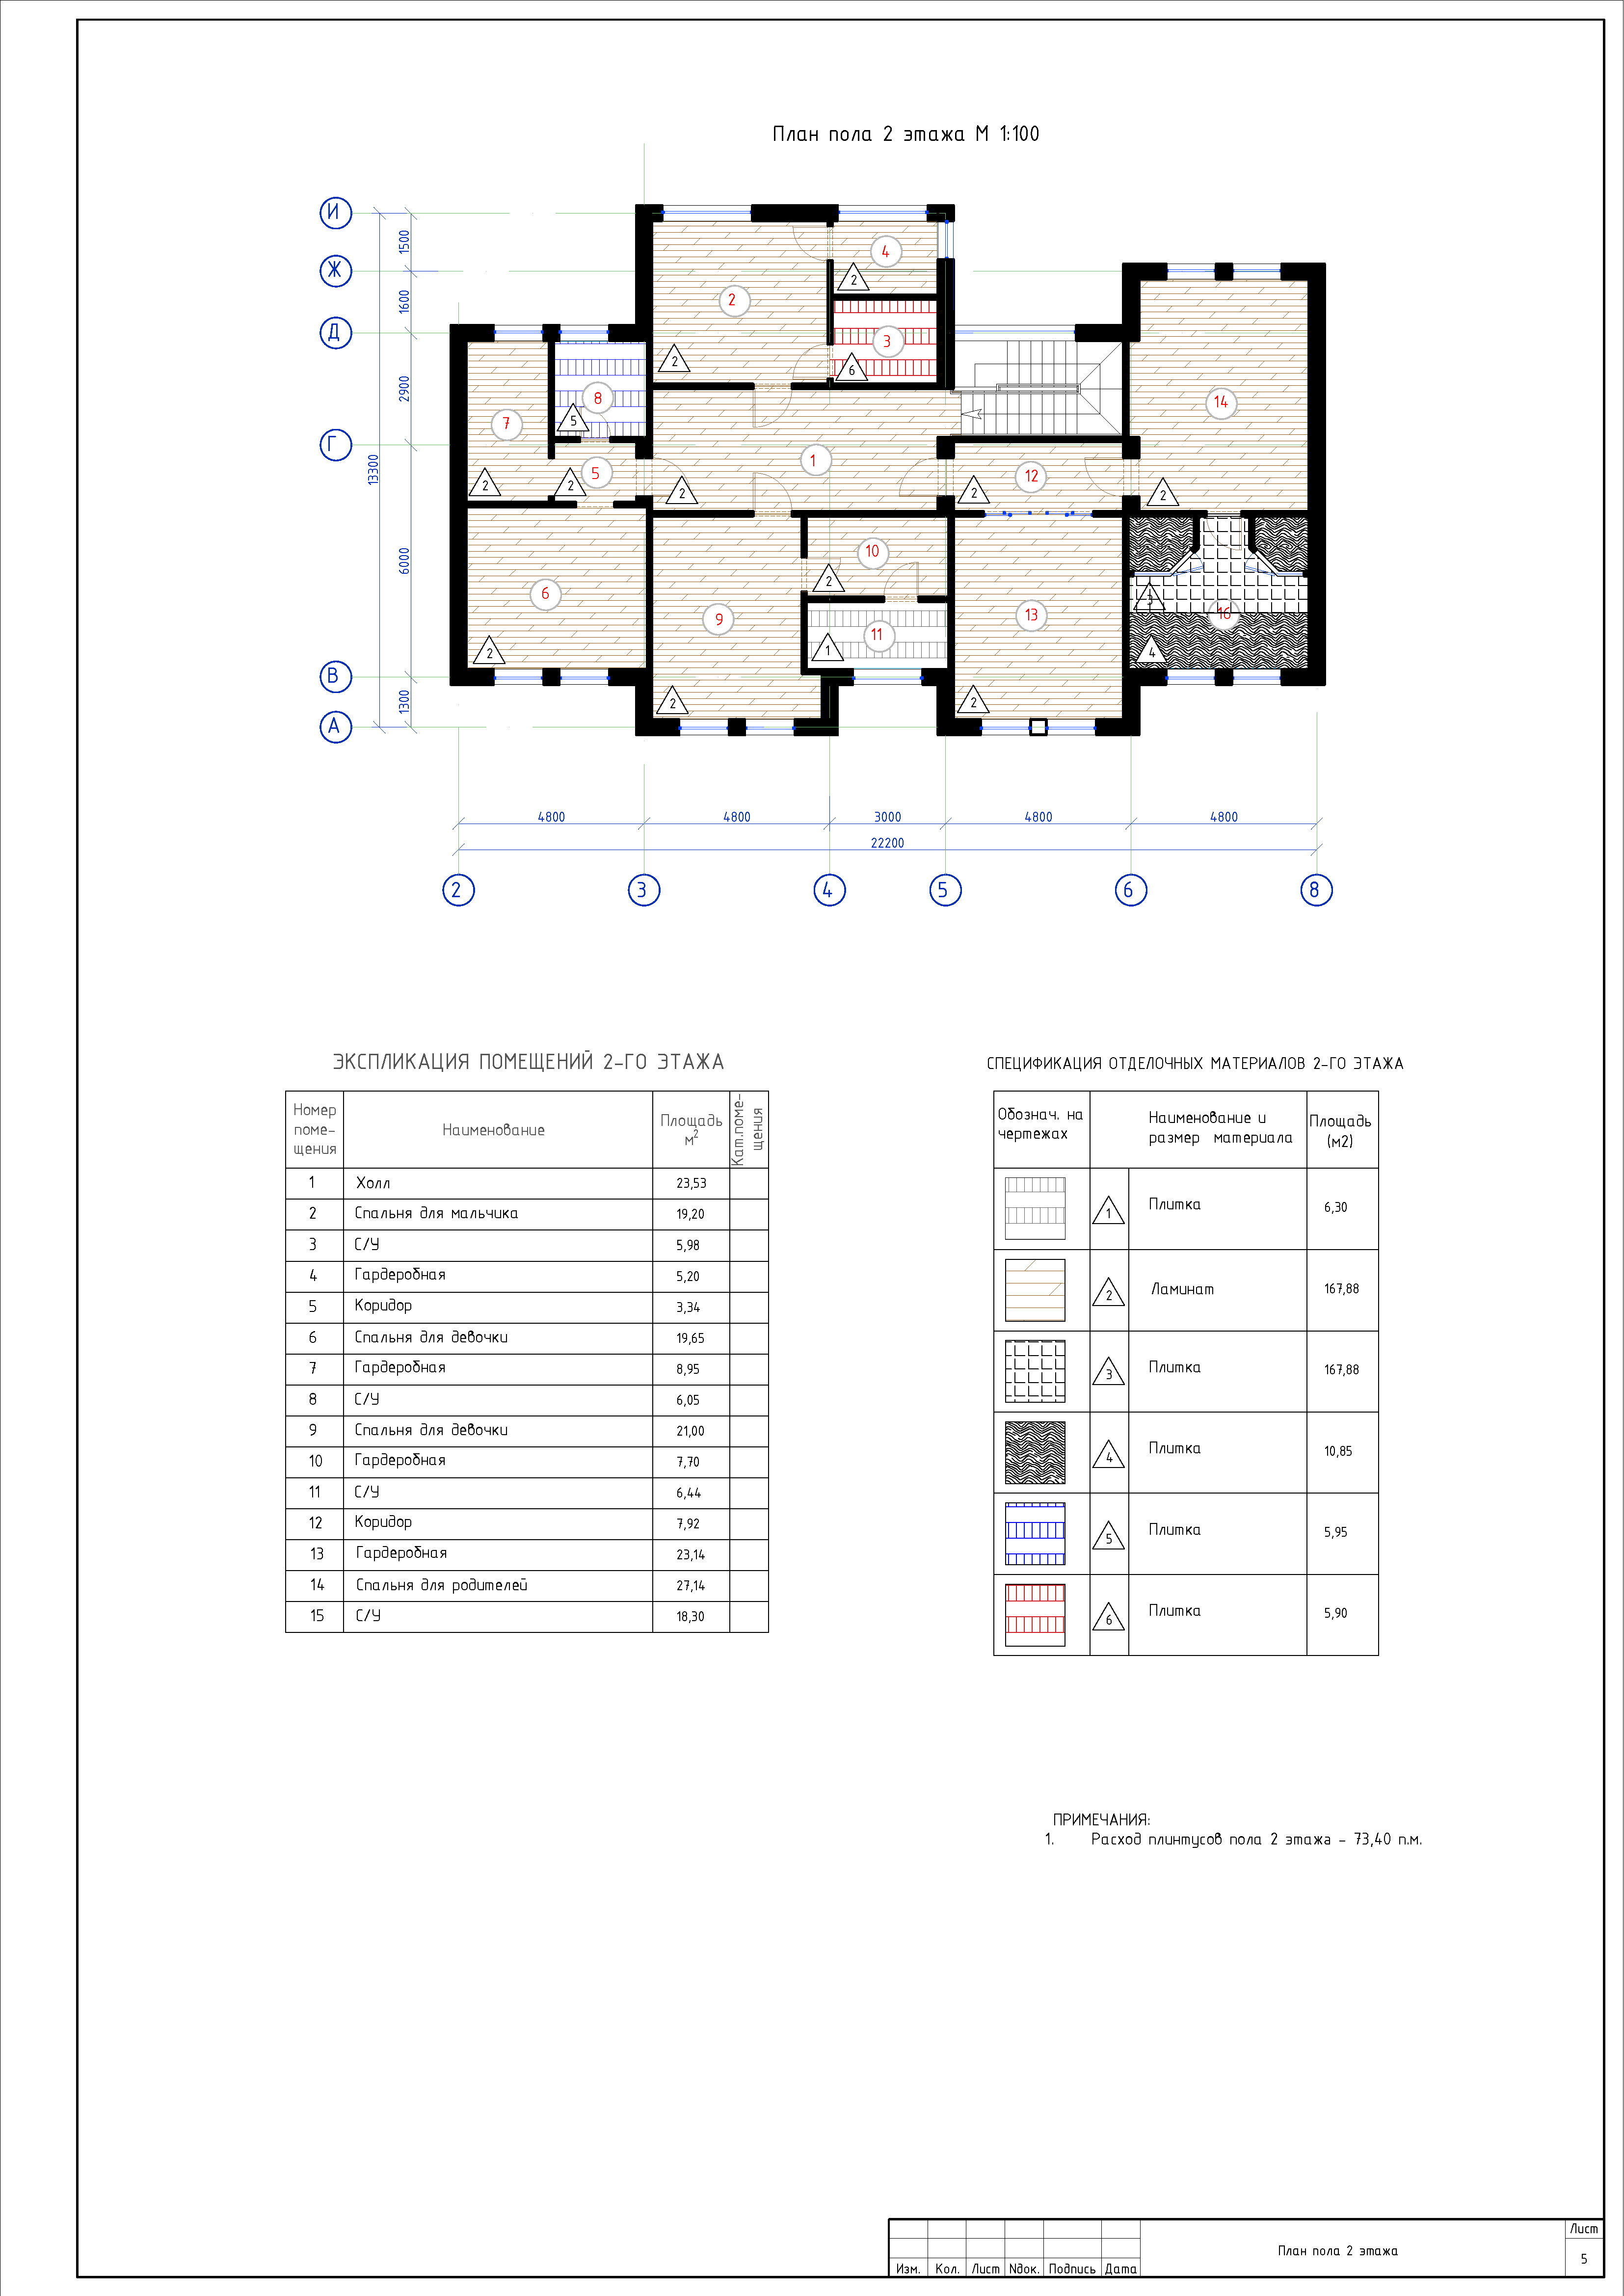 План пола 2 этажа М 1:100
И
Ж
Д
Г
В
А
1500
1600
2900
6000
1300
13300
4
2
2
3
2
6
14
8
7
5
1
12
5
2
2
2
2
2
10
2
6
9
13
3
16
11
1
4
2
2
2
4800
4800
3000
4800
4800
22200
2
3
4
5
6
8
ЭКСПЛИКАЦИЯ ПОМЕЩЕНИЙ 2-ГО ЭТАЖА
Номер поме-щения Наименование Площадь м2 Кат.поме-щения
1 Холл 23,53
2 Спальня для мальчика 19,20
3 С/У 5,98
4 Гардеробная 5,20
5 Коридор 3,34
6 Спальня для девочки 19,65
7 Гардеробная 8,95
8 С/У 6,05
9 Спальня для девочки 21,00
10 Гардеробная 7,70
11 С/У 6,44
12 Коридор 7,92
13 Гардеробная 23,14
14 Спальня для родителей 27,14
15 С/У 18,30
СПЕЦИФИКАЦИЯ ОТДЕЛОЧНЫХ МАТЕРИАЛОВ 2-ГО ЭТАЖА
Обознач. на чертежах Наименование и размер материала Площадь (м2)
1 Плитка 6,30
2 Ламинат 167,88
3 Плитка 167,88
4 Плитка 10,85
5 Плитка 5,95
6 Плитка 5,90
ПРИМЕЧАНИЯ:
1. Расход плинтусов пола 2 этажа - 73,40 п.м.
Изм. Кол. Лист Nдок. Подпись Дата
План пола 2 этажа
Лист
5